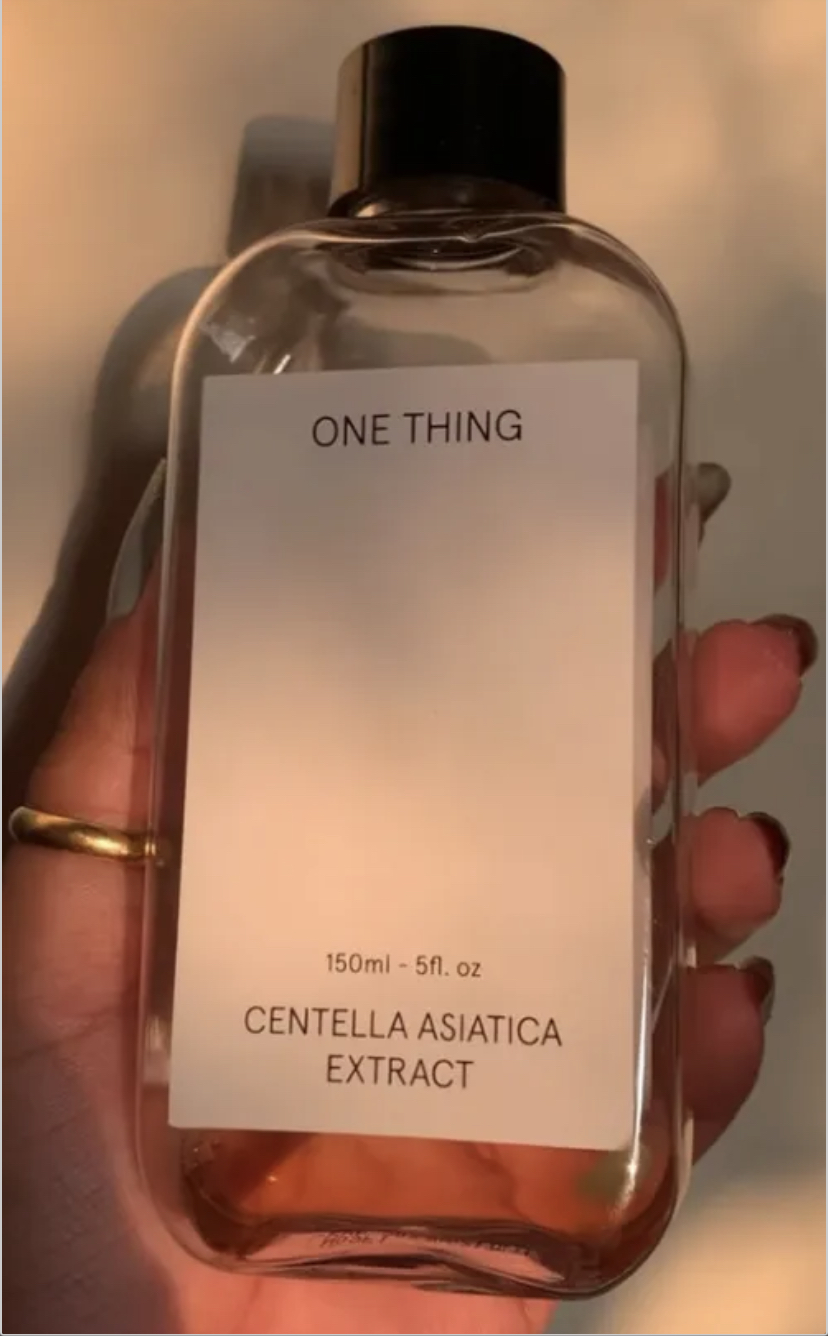 ONE THING
150ml - 5fl. oz
CENTELLA ASIATICA
EXTRACT